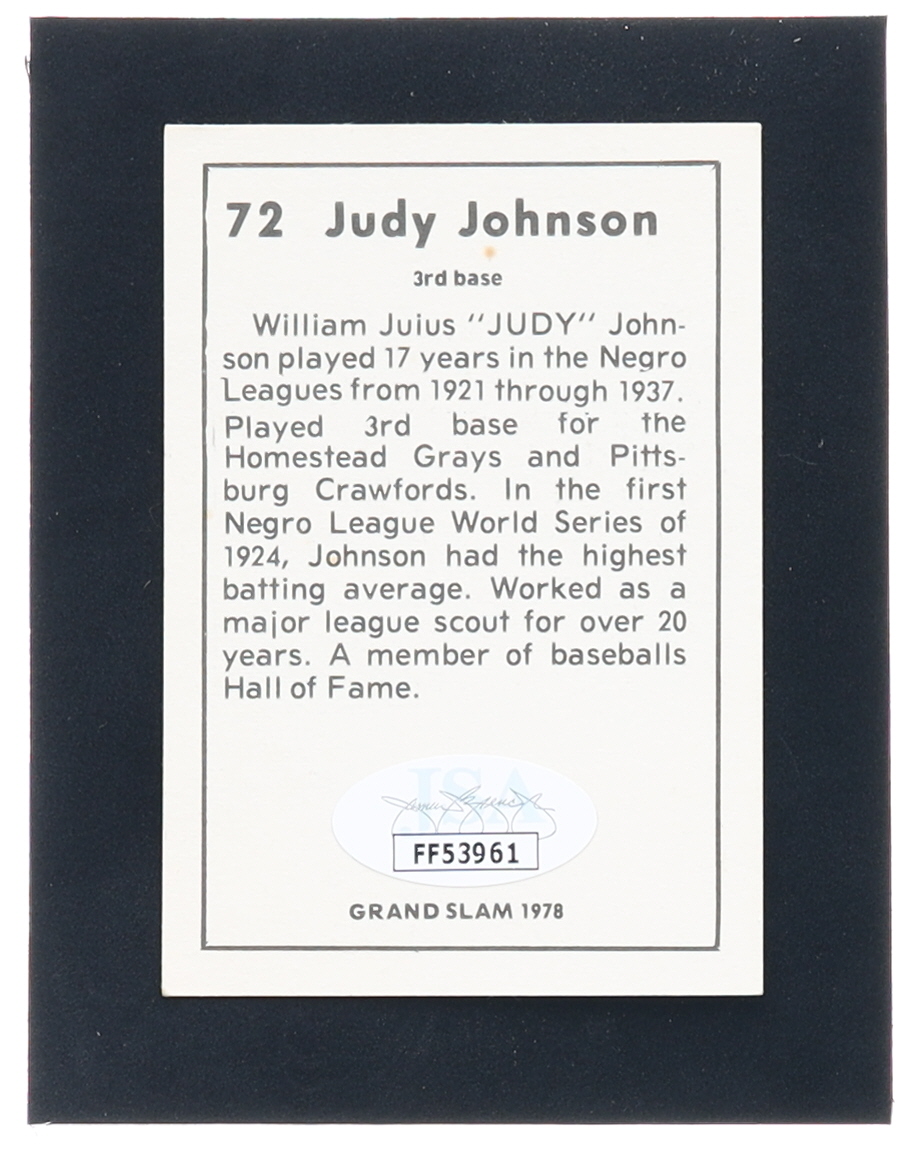 72 Judy Johnson
3rd base
William Juius "JUDY" John-
son played 17 years in the Negro
Leagues from 1921 through 1937.
Played 3rd base for the
Homestead Grays and Pitts-
burg Crawfords. In the first
Negro League World Series of
1924, Johnson had the highest
batting average. Worked as a
major league scout for over 20
years. A member of baseballs
Hall of Fame.
JSA
FF53961
GRAND SLAM 1978